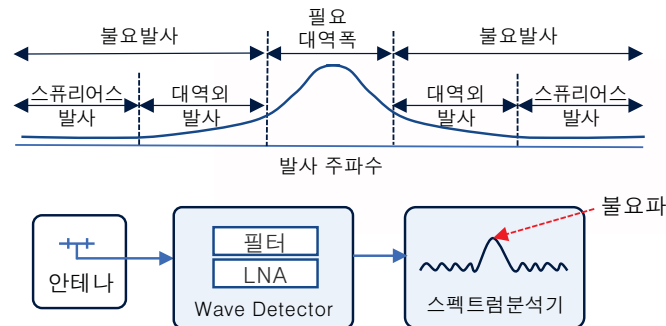 불요발사
필요
대역폭
불요발사
스퓨리어스
발사
대역외
발사
대역외
발사
스퓨리어스
발사
발사 주파수
안테나
필터
LNA
Wave Detector
불요파
스펙트럼분석기